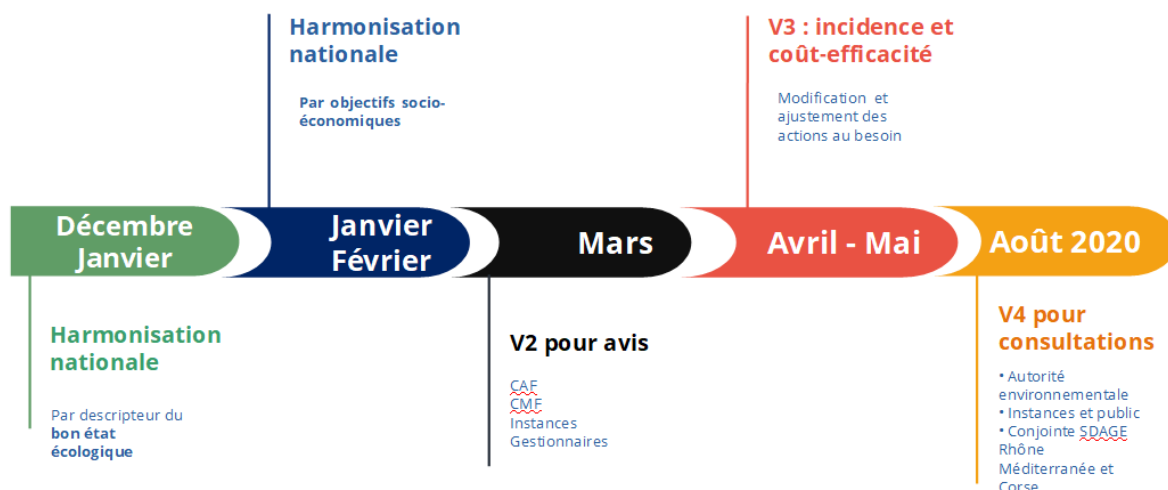 Harmonisation
nationale
Par objectifs socio-
économiques
V3 : incidence et
coût-efficacité
Modification et
ajustement des
actions au besoin
Décembre
Janvier
Janvier
Février
Mars
Avril - Mai
Août 2020
Harmonisation
nationale
Par descripteur du
bon état
écologique
V2 pour avis
CAF
CMF
Instances
Gestionnaires
V4 pour
consultations
• Autorité
environnementale
• Instances et public
• Conjointe SDAGE
Rhône
Méditerranée et
Corse